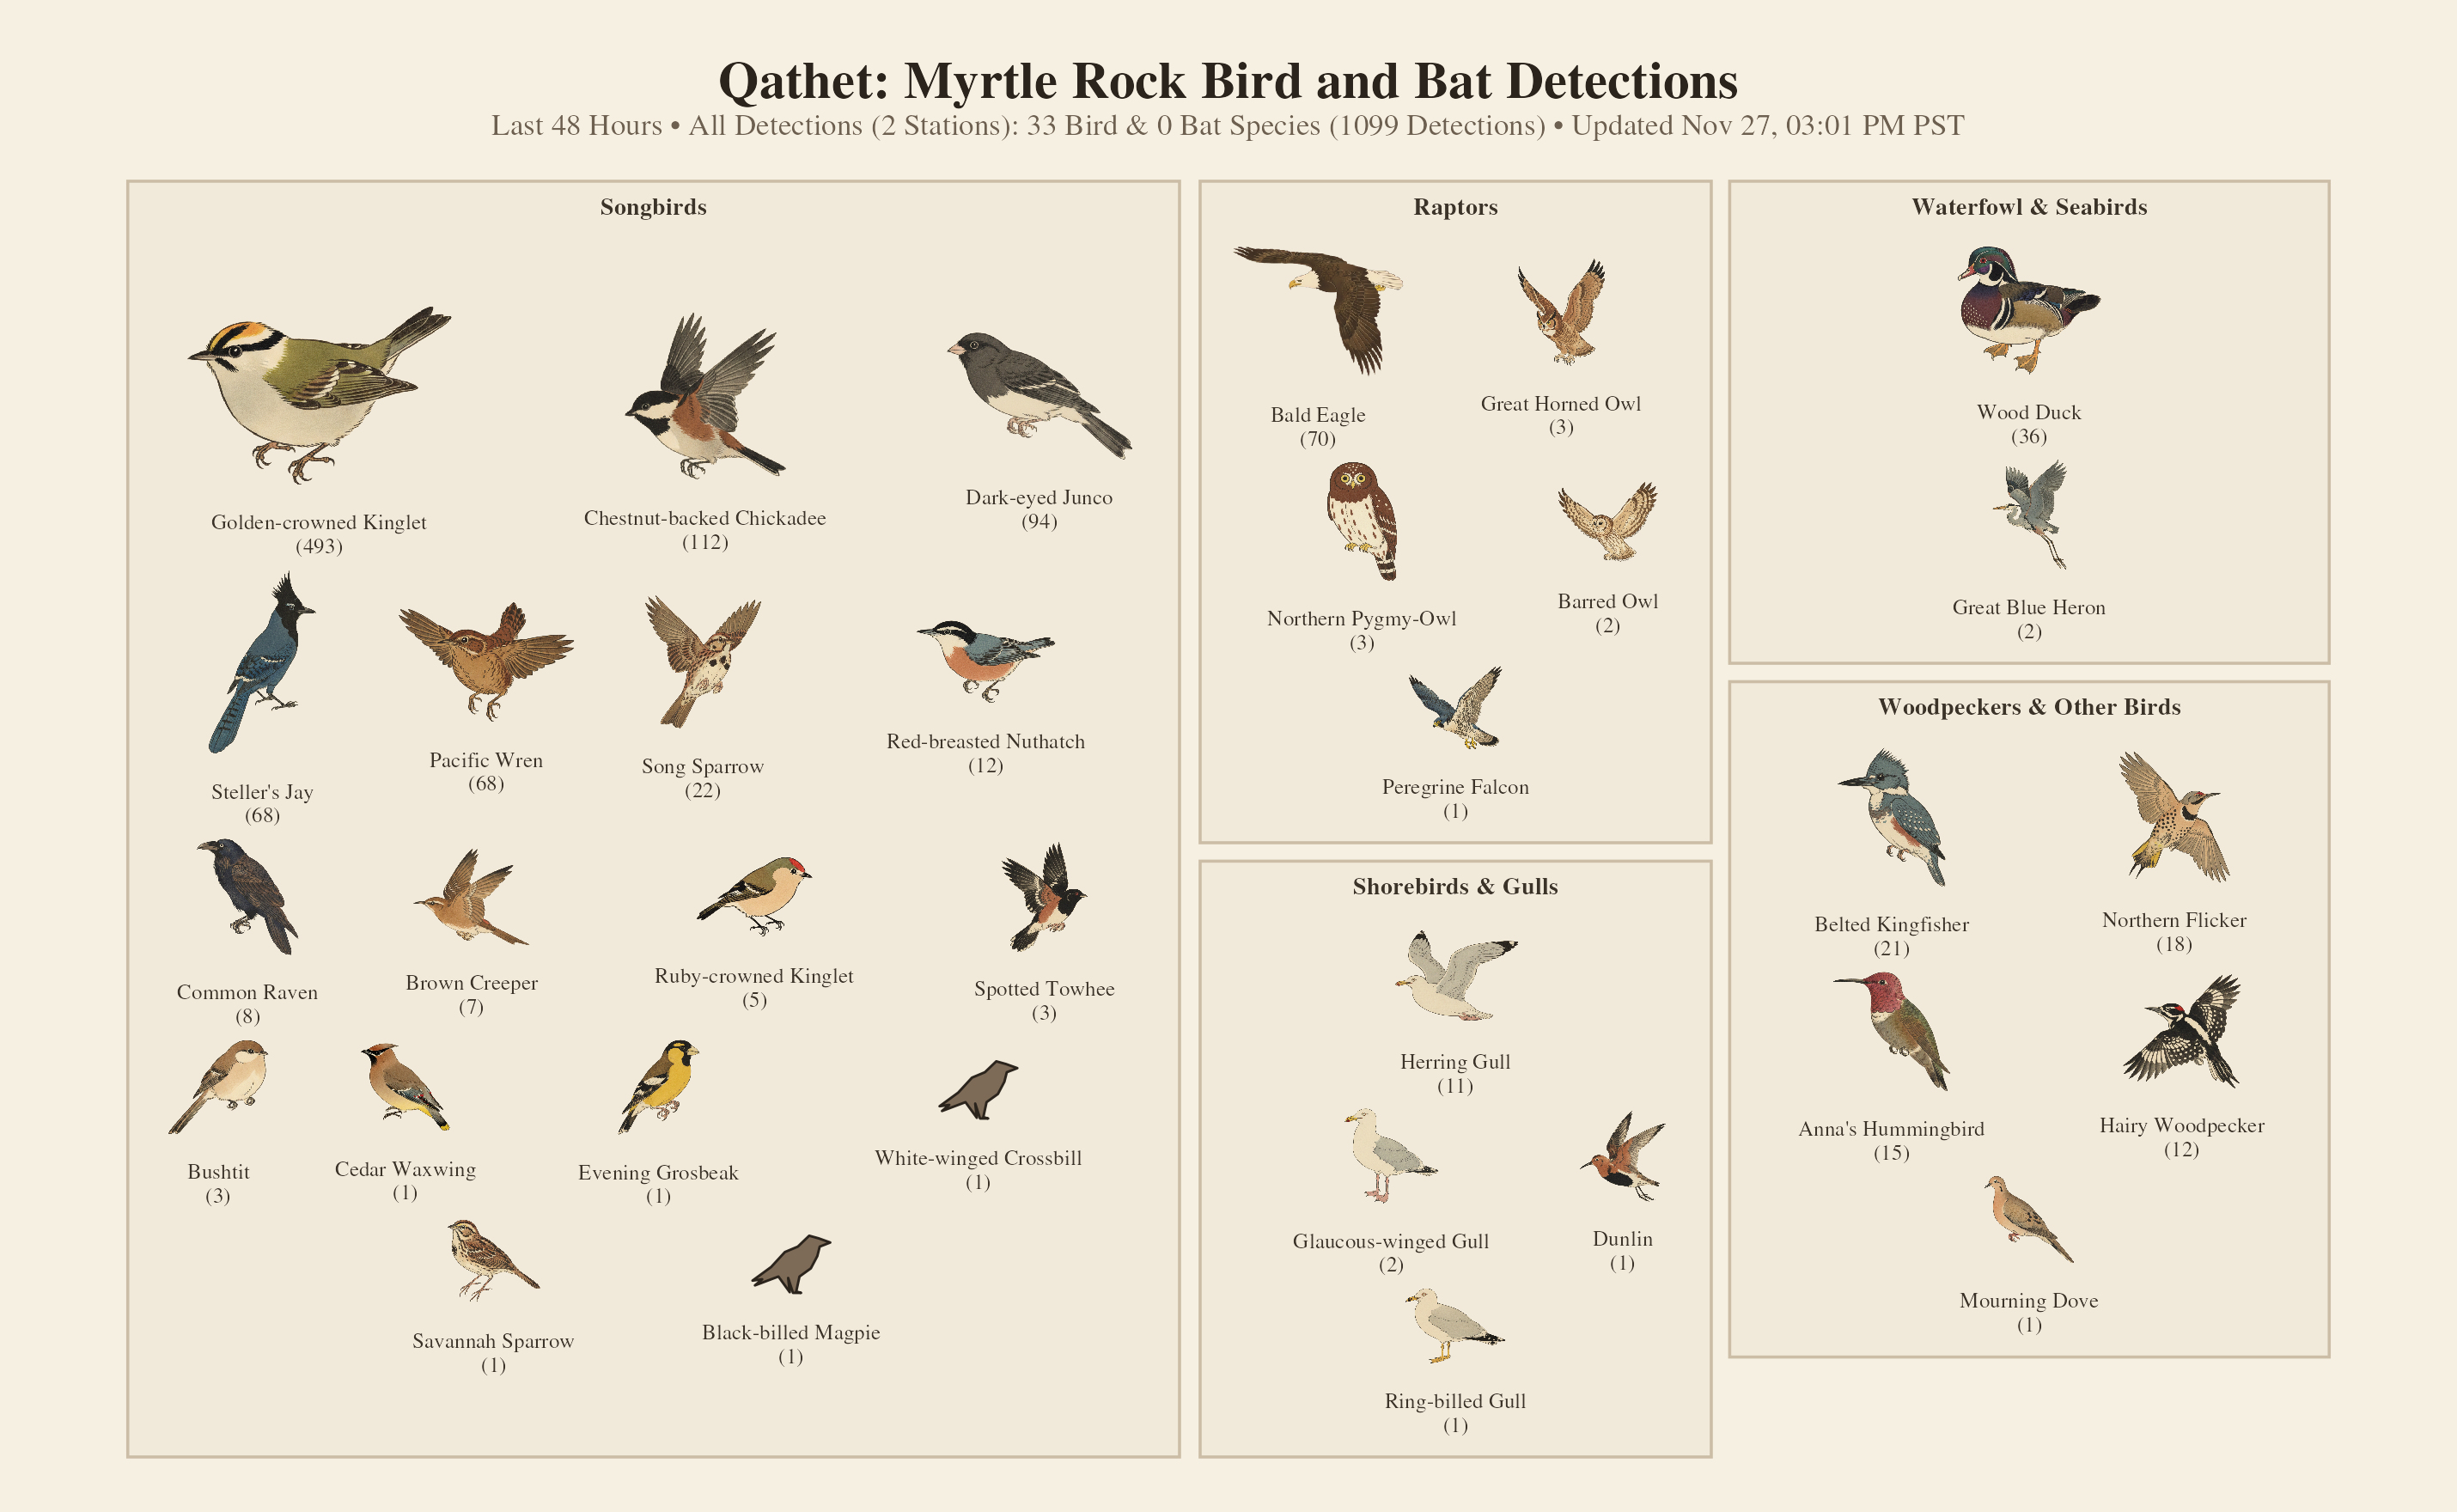 Qathet: Myrtle Rock Bird and Bat Detections
Last 48 Hours • All Detections (2 Stations): 33 Bird & 0 Bat Species (1099 Detections) • Updated Nov 27, 03:01 PM PST
Songbirds
Golden-crowned Kinglet
(493)
Chestnut-backed Chickadee
(112)
Dark-eyed Junco
(94)
Steller's Jay
(68)
Pacific Wren
(68)
Song Sparrow
(22)
Red-breasted Nuthatch
(12)
Common Raven
(8)
Brown Creeper
(7)
Ruby-crowned Kinglet
(5)
Spotted Towhee
(3)
Bushtit
(3)
Cedar Waxwing
(1)
Evening Grosbeak
(1)
White-winged Crossbill
(1)
Savannah Sparrow
(1)
Black-billed Magpie
(1)
Raptors
Bald Eagle
(70)
Great Horned Owl
(3)
Northern Pygmy-Owl
(3)
Barred Owl
(2)
Peregrine Falcon
(1)
Shorebirds & Gulls
Herring Gull
(11)
Glaucous-winged Gull
(2)
Dunlin
(1)
Ring-billed Gull
(1)
Waterfowl & Seabirds
Wood Duck
(36)
Great Blue Heron
(2)
Woodpeckers & Other Birds
Belted Kingfisher
(21)
Northern Flicker
(18)
Anna's Hummingbird
(15)
Hairy Woodpecker
(12)
Mourning Dove
(1)